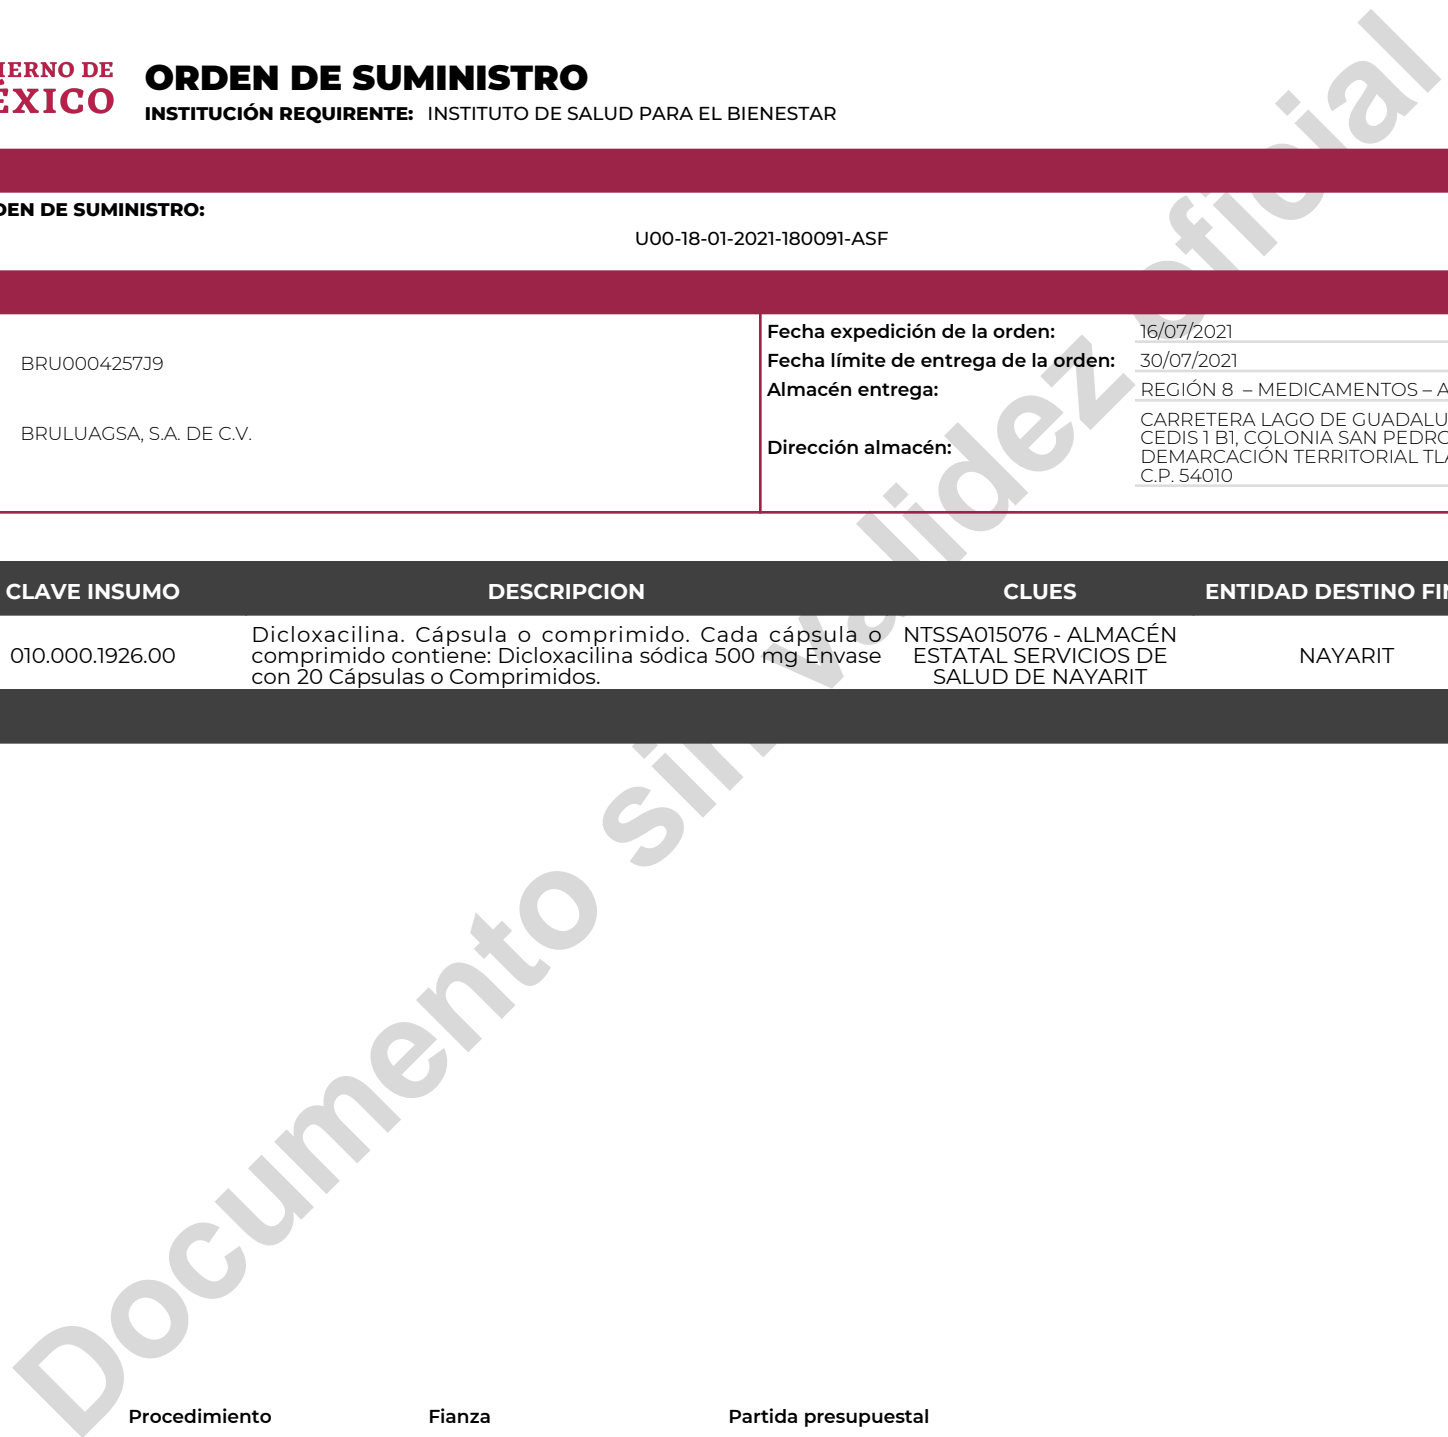 IERNO DE
ÉXICO
ORDEN DE SUMINISTRO
INSTITUCIÓN REQUIRENTE: INSTITUTO DE SALUD PARA EL BIENESTAR
DEN DE SUMINISTRO:
U00-18-01-2021-180091-ASF
BRU0004257J9
BRULUAGSA, S.A. DE C.V.
Fecha expedición de la orden: 16/07/2021
Fecha límite de entrega de la orden: 30/07/2021
Almacén entrega: REGIÓN 8 – MEDICAMENTOS – A
Dirección almacén:
CARRETERA LAGO DE GUADALU
CEDIS 1 B1, COLONIA SAN PEDRO
DEMARCACIÓN TERRITORIAL TLA
C.P. 54010
CLAVE INSUMO DESCRIPCION CLUES ENTIDAD DESTINO FIN
010.000.1926.00
Dicloxacilina. Cápsula o comprimido. Cada cápsula o
comprimido contiene: Dicloxacilina sódica 500 mg Envase
con 20 Cápsulas o Comprimidos.
NTSSA015076 - ALMACÉN
ESTATAL SERVICIOS DE
SALUD DE NAYARIT
NAYARIT
Documento sin validez oficial
Procedimiento Fianza Partida presupuestal